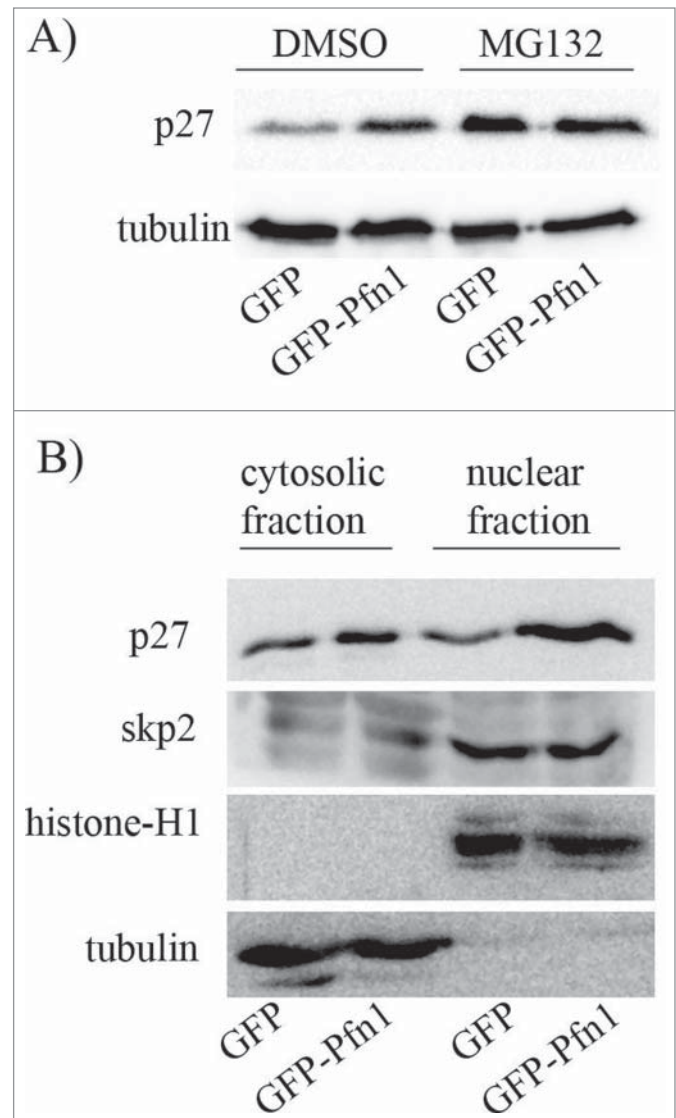 A)
DMSO MG132
p27
tubulin
GFP GFP-Pfn1 GFP GFP-Pfn1
B)
cytosolic fraction nuclear fraction
p27
skp2
histone-H1
tubulin
GFP GFP-Pfn1 GFP GFP-Pfn1